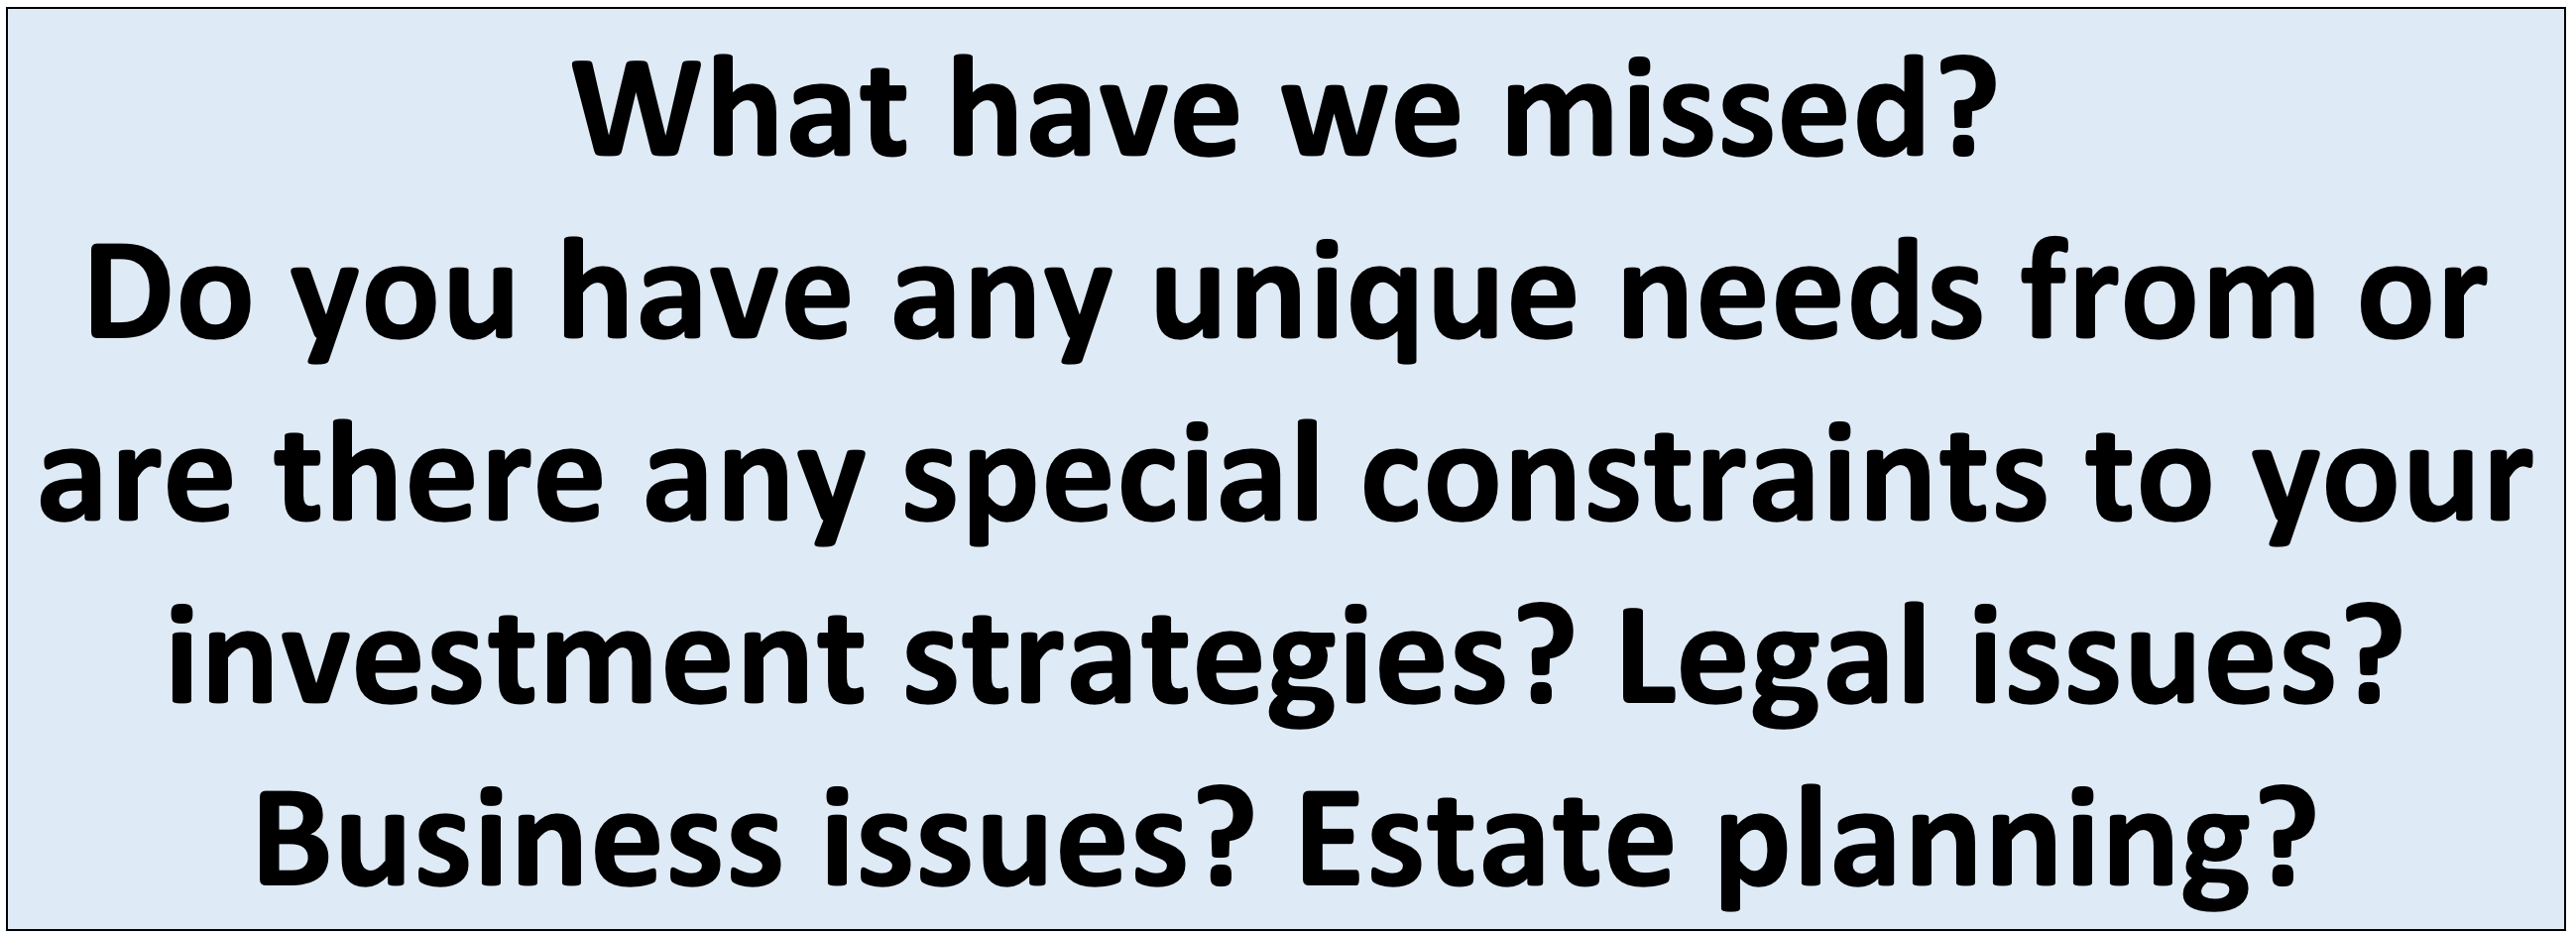 What have we missed?
Do you have any unique needs from or
are there any special constraints to your
investment strategies? Legal issues?
Business issues? Estate planning?